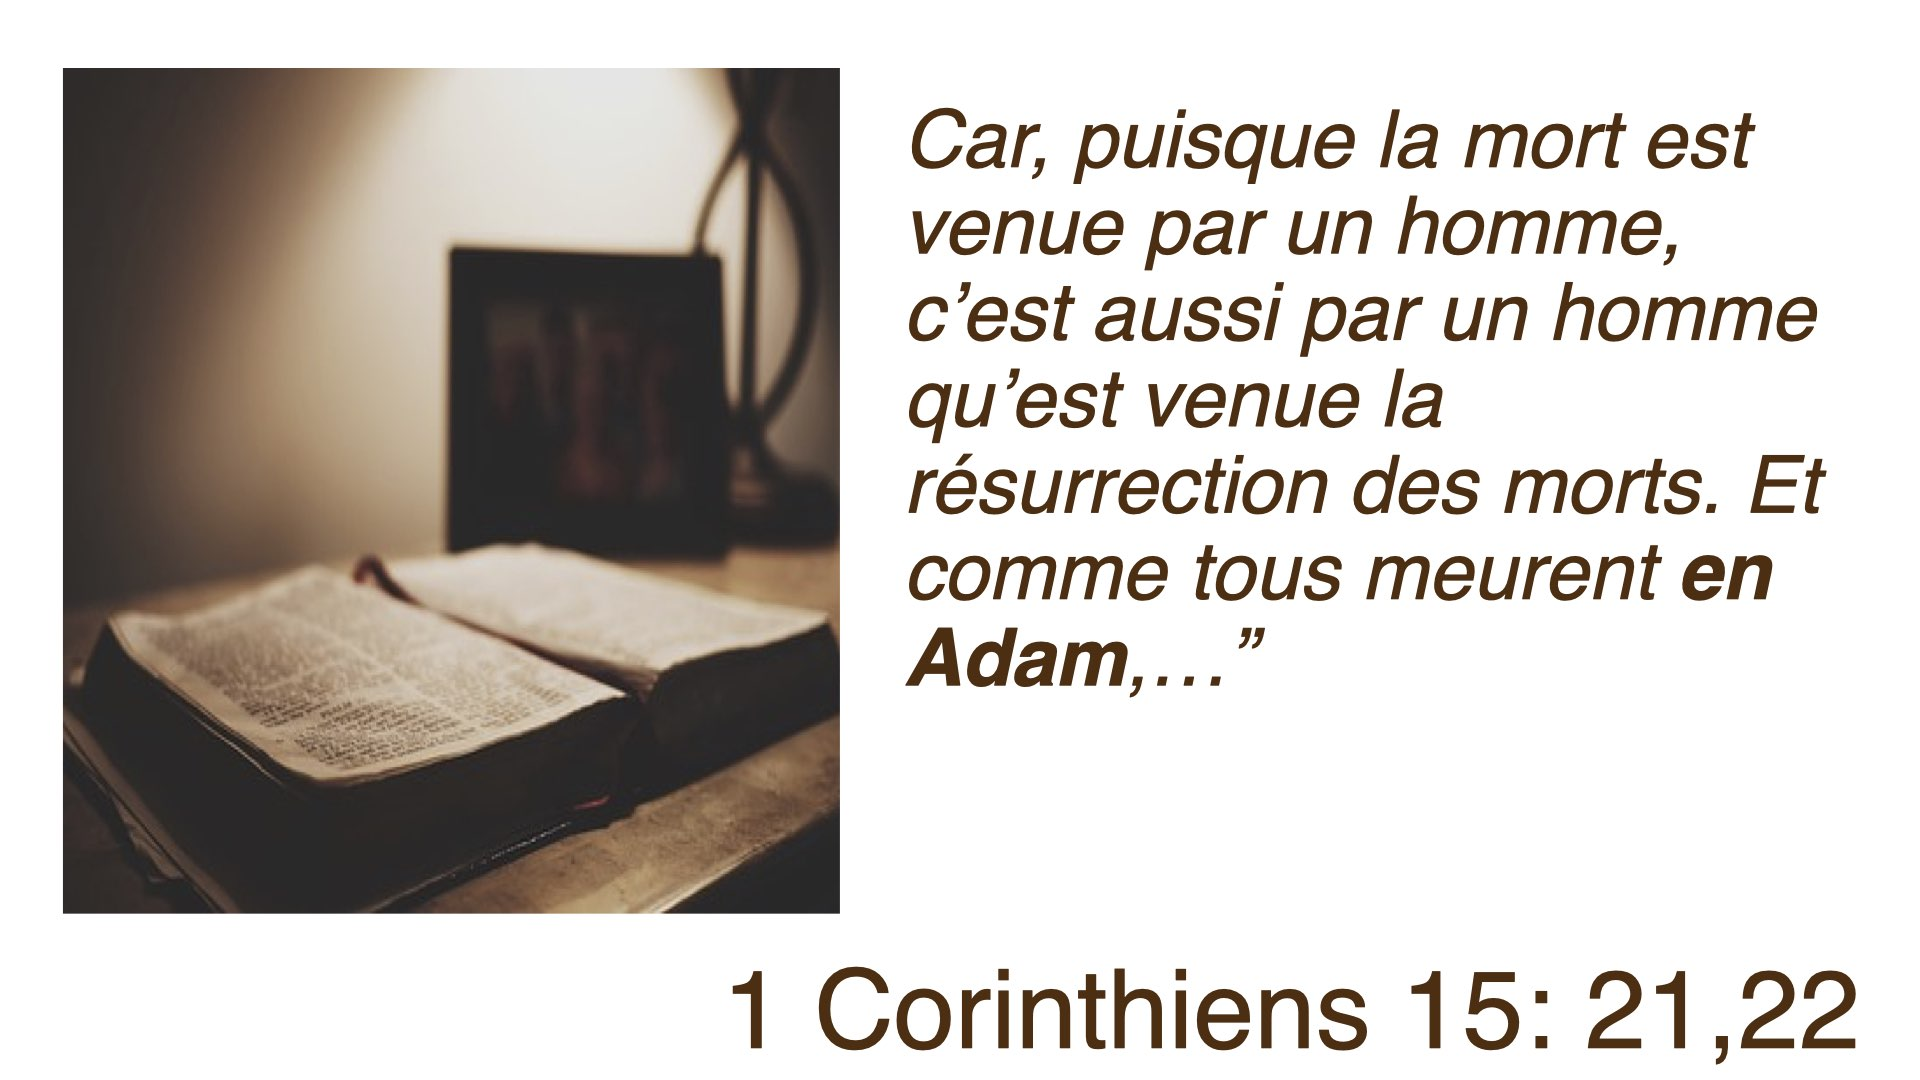 Car, puisque la mort est
venue par un homme,
c’est aussi par un homme
qu’est venue la
résurrection des morts. Et
comme tous meurent en
Adam,…”
1 Corinthiens 15: 21,22